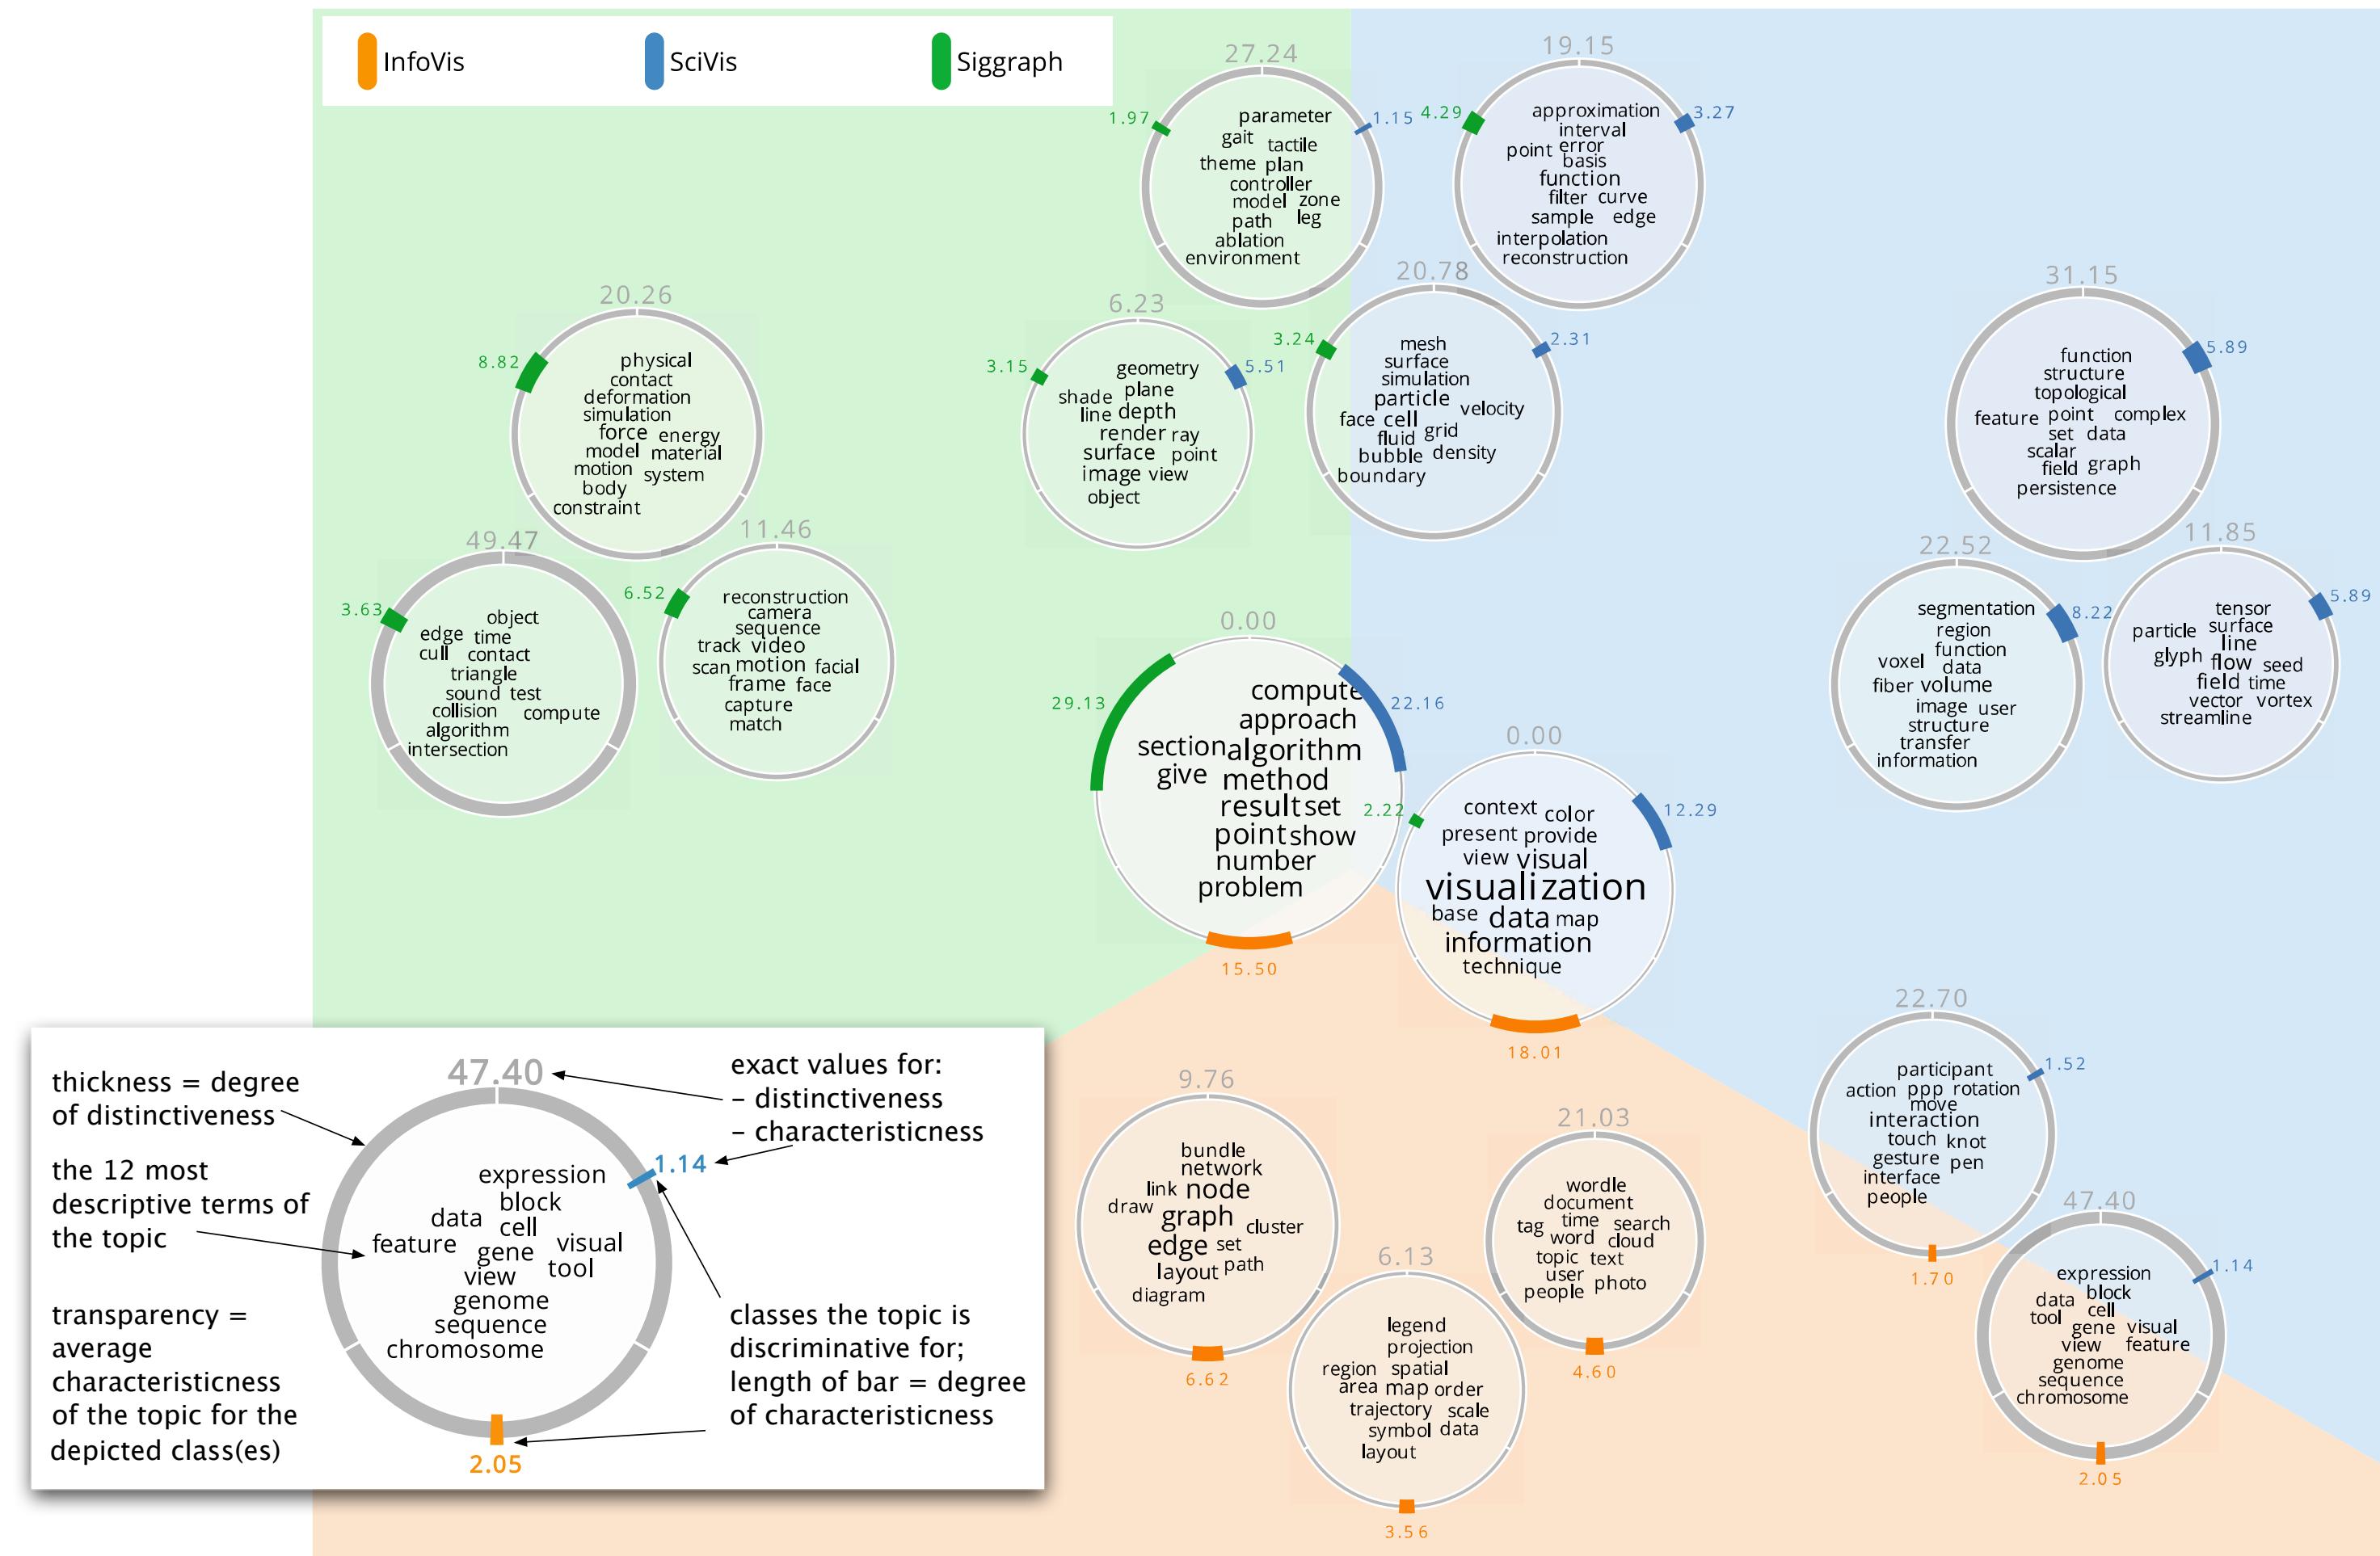 InfoVis
SciVis
Siggraph
27.24
1.97
1.15
parameter
gait tactile
theme plan
controller
model zone
path leg
ablation
environment
19.15
4.29
3.27
approximation
interval
point error
basis
function
filter curve
sample edge
interpolation
reconstruction
20.26
8.82
physical
contact
deformation
simulation
force energy
model material
motion system
body
constraint
6.23
3.15
5.51
geometry
shade plane
line depth
render ray
surface point
image view
object
20.78
3.24
2.31
mesh
surface
simulation
particle velocity
face cell
fluid grid
bubble density
boundary
31.15
5.89
function
structure
topological
feature point complex
set data
scalar
field graph
persistence
49.47
3.63
object
edge time
cull contact
triangle
sound test
collision compute
algorithm
intersection
11.46
6.52
reconstruction
camera
sequence
track video
scan motion facial
frame face
capture
match
22.52
8.22
segmentation
region
function
voxel data
fiber volume
image user
structure
transfer
information
11.85
5.89
tensor
particle surface
line
glyph flow seed
field time
vector vortex
streamline
0.00
29.13
22.16
compute
approach
section algorithm
give method
result set
point show
number
problem
15.50
0.00
2.22
12.29
context color
present provide
view visual
visualization
base data map
information
technique
18.01
9.76
bundle
network
link node
draw graph cluster
edge set
layout path
diagram
6.62
6.13
legend
projection
region spatial
area map order
trajectory scale
symbol data
layout
3.56
21.03
wordle
document
tag time search
word cloud
topic text
user photo
people
4.60
22.70
1.52
participant
action ppp rotation
move
interaction
touch knot
gesture pen
interface
people
1.70
47.40
1.14
expression
data block
tool cell
gene visual
view feature
genome
sequence
chromosome
2.05
thickness = degree
of distinctiveness
the 12 most
descriptive terms of
the topic
transparency =
average
characteristicness
of the topic for the
depicted class(es)
47.40
1.14
expression
block
data cell
feature gene visual
view tool
genome
sequence
chromosome
2.05
exact values for:
– distinctiveness
– characteristicness
classes the topic is
discriminative for;
length of bar = degree
of characteristicness